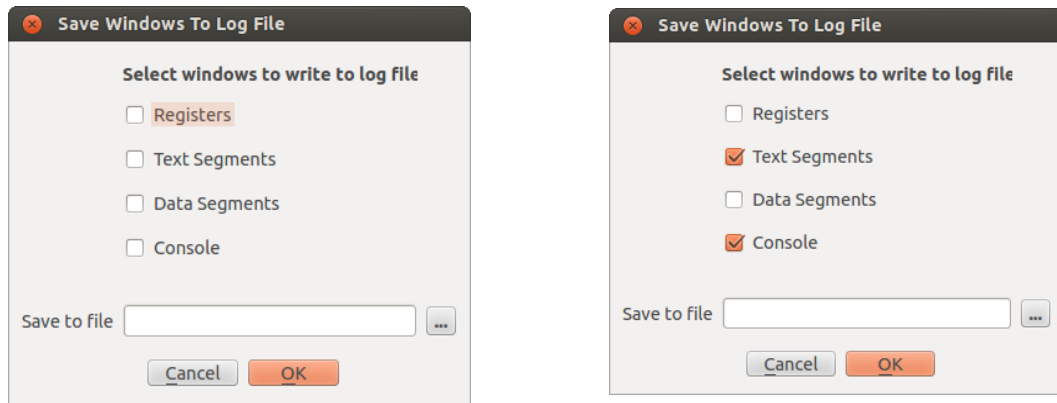 Save Windows To Log File
Select windows to write to log file
Registers
Text Segments
Data Segments
Console
Save to file
...
Cancel
OK
Save Windows To Log File
Select windows to write to log file
Registers
Text Segments
Data Segments
Console
Save to file
...
Cancel
OK